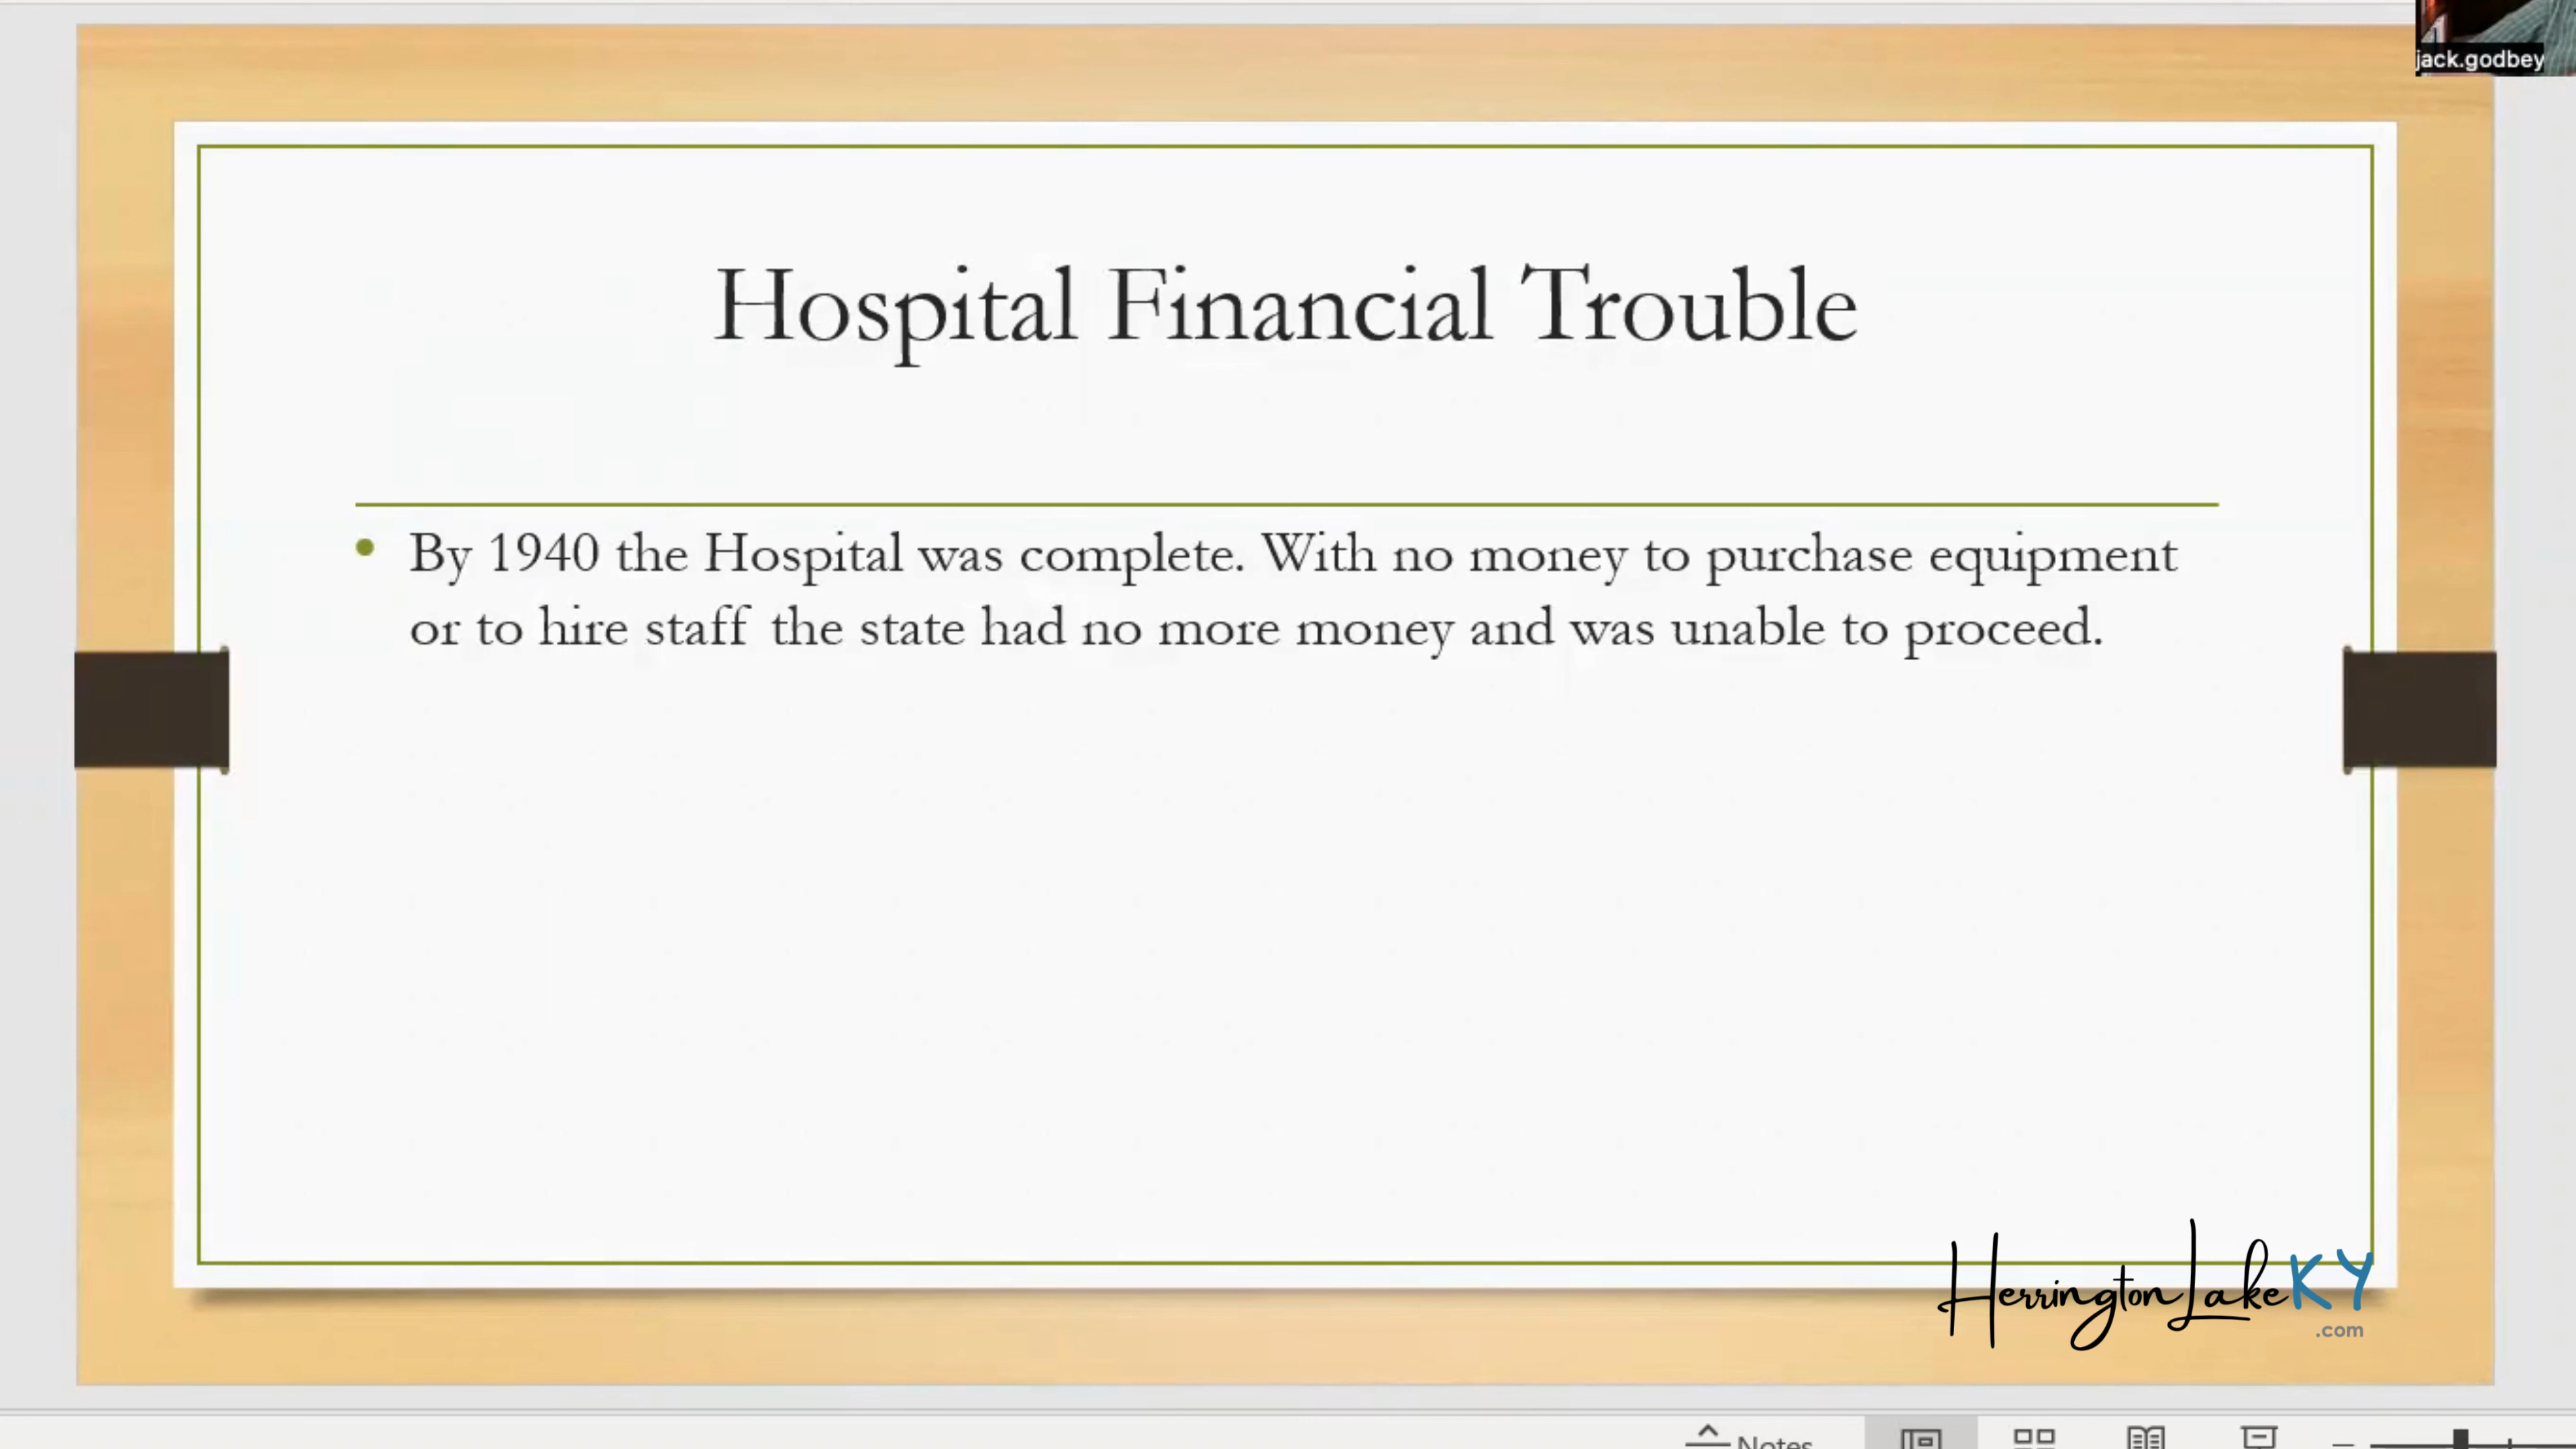 jack.godbey
Hospital Financial Trouble
• By 1940 the Hospital was complete. With no money to purchase equipment
or to hire staff the state had no more money and was unable to proceed.
HerringtonLakeKY
.com
Notes